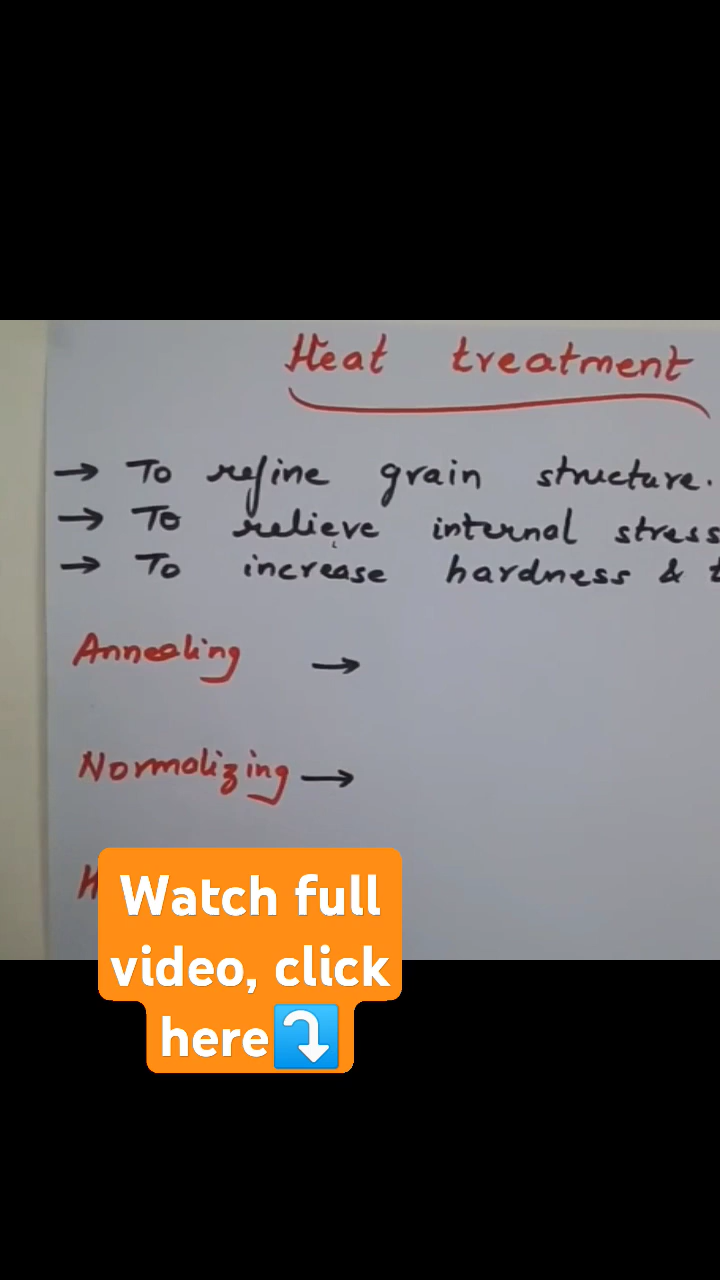 Heat treatment
→ To refine grain structure.
→ To relieve internal stress
→ To increase hardness & t
Annealing →
Normalizing →
H
Watch full
video, click
here⤵️